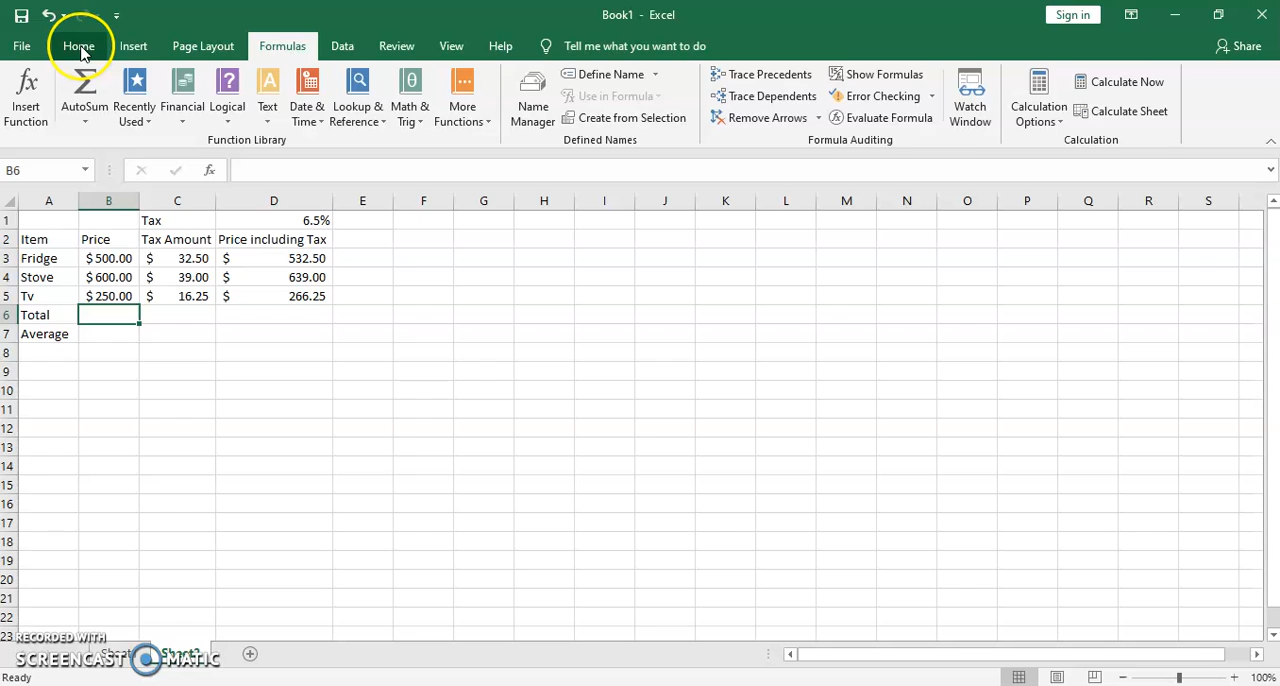 Book1 - Excel
Sign in
File Home Insert Page Layout Formulas Data Review View Help Tell me what you want to do Share
Insert Function
AutoSum
Recently Used
Financial
Logical
Text
Date & Time
Lookup & Reference
Math & Trig
More Functions
Function Library
Name Manager
Define Name
Use in Formula
Create from Selection
Defined Names
Trace Precedents
Trace Dependents
Remove Arrows
Show Formulas
Error Checking
Evaluate Formula
Formula Auditing
Watch Window
Calculation Options
Calculate Now
Calculate Sheet
Calculation
B6 fx
A B C D E F G H I J K L M N O P Q R S
1 Tax 6.5%
2 Item Price Tax Amount Price including Tax
3 Fridge $ 500.00 $ 32.50 $ 532.50
4 Stove $ 600.00 $ 39.00 $ 639.00
5 Tv $ 250.00 $ 16.25 $ 266.25
6 Total
7 Average
8
9
10
11
12
13
14
15
16
17
18
19
20
21
22
23
RECORDED WITH
SCREENCAST MATIC
Ready 100%